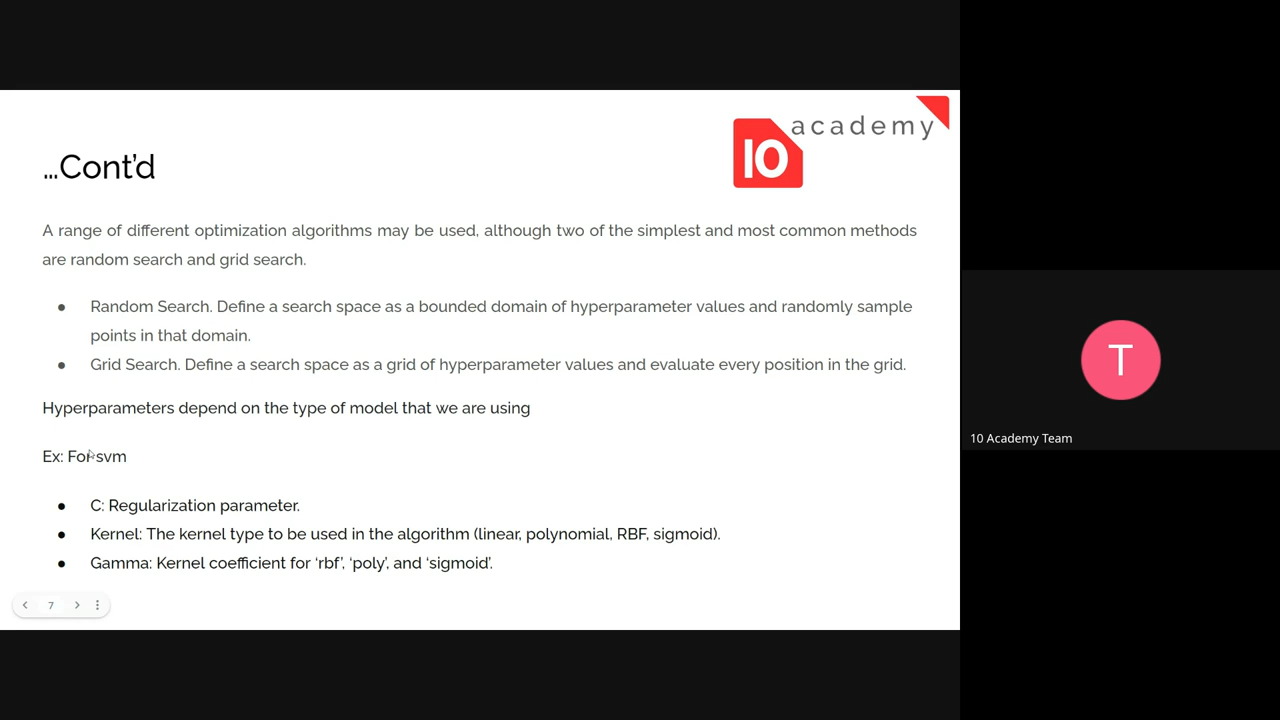 academy
10
...Cont'd
A range of different optimization algorithms may be used, although two of the simplest and most common methods
are random search and grid search.
● Random Search. Define a search space as a bounded domain of hyperparameter values and randomly sample
points in that domain.
● Grid Search. Define a search space as a grid of hyperparameter values and evaluate every position in the grid.
Hyperparameters depend on the type of model that we are using
Ex: For svm
● C: Regularization parameter.
● Kernel: The kernel type to be used in the algorithm (linear, polynomial, RBF, sigmoid).
● Gamma: Kernel coefficient for ‘rbf’, ‘poly’, and ‘sigmoid’.
7
T
10 Academy Team